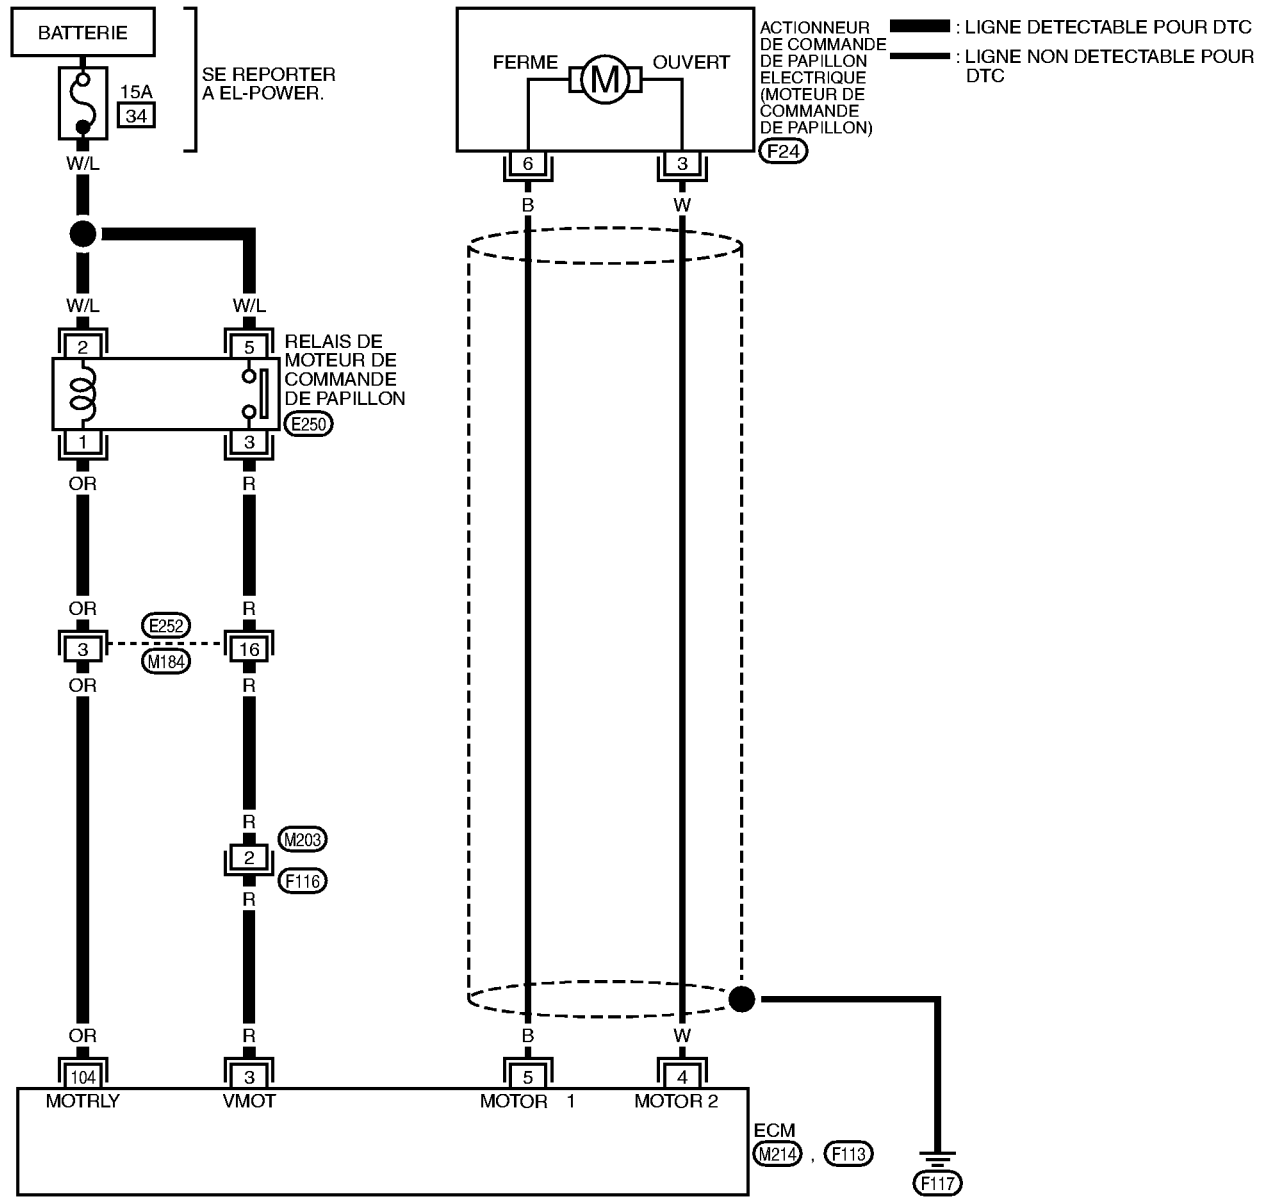 BATTERIE
15A
34
SE REPORTER
A EL-POWER.
W/L
FERME
M
OUVERT
ACTIONNEUR
DE COMMANDE
DE PAPILLON
ELECTRIQUE
(MOTEUR DE
COMMANDE
DE PAPILLON)
F24
: LIGNE DETECTABLE POUR DTC
: LIGNE NON DETECTABLE POUR
DTC
6
3
B
W
W/L
W/L
2
5
RELAIS DE
MOTEUR DE
COMMANDE
DE PAPILLON
E250
1
3
OR
R
OR
R
3
E252
M184
16
OR
R
R
2
M203
F116
R
OR
R
B
W
104
3
5
4
MOTRLY
VMOT
MOTOR 1
MOTOR 2
ECM
M214 , F113
F117